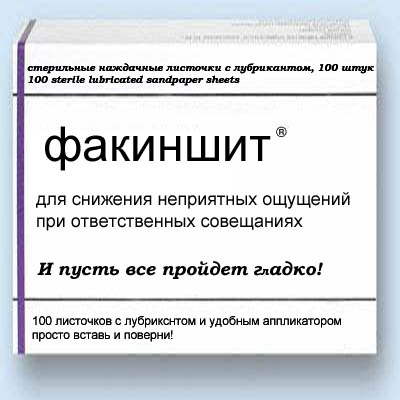 стерильные наждачные листочки с лубрикантом, 100 штук
100 sterile lubricated sandpaper sheets
факиншит®
для снижения неприятных ощущений
при ответственных совещаниях
И пусть все пройдет гладко!
100 листочков с лубрикснтом и удобным аппликатором
просто вставь и поверни!